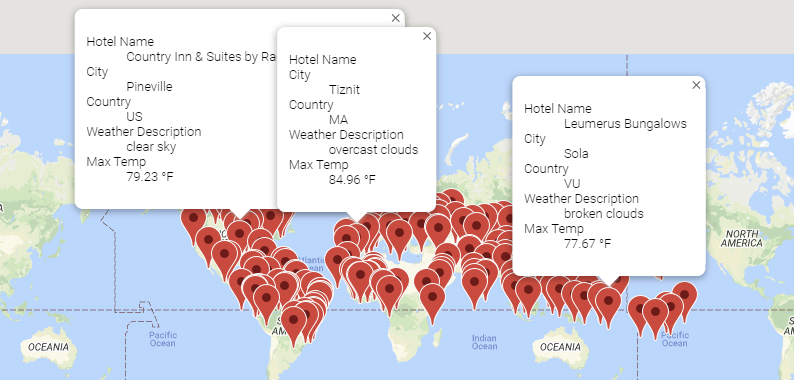 Hotel Name
Country Inn & Suites by Ra
City
Pineville
Country
US
Weather Description
clear sky
Max Temp
79.23 °F
Hotel Name
City
Tiznit
Country
MA
Weather Description
overcast clouds
Max Temp
84.96 °F
Hotel Name
Leumerus Bungalows
City
Sola
Country
VU
Weather Description
broken clouds
Max Temp
77.67 °F
NORTH
AMERICA
Atlantic
Ocean
OCEANIA
Pacific
Ocean
Indian
Ocean
OCEANIA
Pacific
Ocean